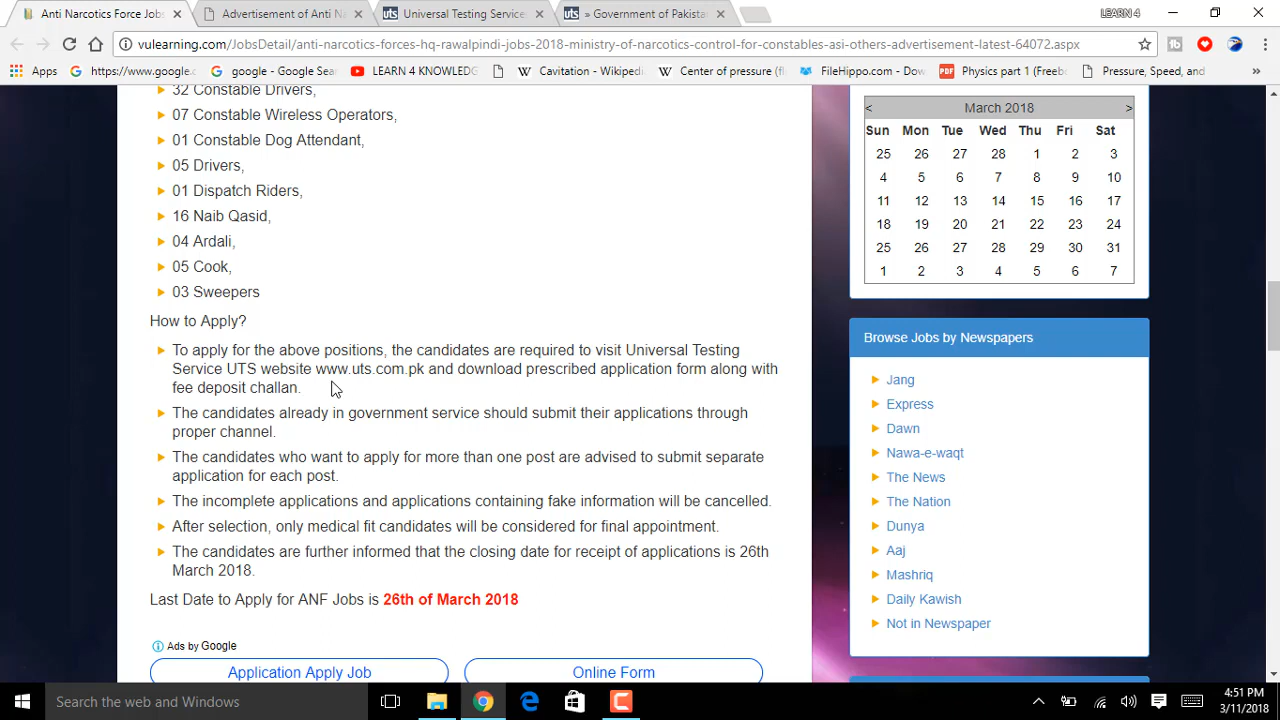 Anti Narcotics Force Jobs
Advertisement of Anti Na
Universal Testing Service
» Government of Pakista
LEARN 4
vulearning.com/JobsDetail/anti-narcotics-forces-hq-rawalpindi-jobs-2018-ministry-of-narcotics-control-for-constables-asi-others-advertisement-latest-64072.aspx
Apps
https://www.google.c
google - Google Sea
LEARN 4 KNOWLEDG
Cavitation - Wikiped
Center of pressure (fl
FileHippo.com - Dow
Physics part 1 (Freeb
Pressure, Speed, and
32 Constable Drivers,
07 Constable Wireless Operators,
01 Constable Dog Attendant,
05 Drivers,
01 Dispatch Riders,
16 Naib Qasid,
04 Ardali,
05 Cook,
03 Sweepers
How to Apply?
To apply for the above positions, the candidates are required to visit Universal Testing
Service UTS website www.uts.com.pk and download prescribed application form along with
fee deposit challan.
The candidates already in government service should submit their applications through
proper channel.
The candidates who want to apply for more than one post are advised to submit separate
application for each post.
The incomplete applications and applications containing fake information will be cancelled.
After selection, only medical fit candidates will be considered for final appointment.
The candidates are further informed that the closing date for receipt of applications is 26th
March 2018.
Last Date to Apply for ANF Jobs is 26th of March 2018
Ads by Google
Application Apply Job
Online Form
< March 2018 >
Sun Mon Tue Wed Thu Fri Sat
25 26 27 28 1 2 3
4 5 6 7 8 9 10
11 12 13 14 15 16 17
18 19 20 21 22 23 24
25 26 27 28 29 30 31
1 2 3 4 5 6 7
Browse Jobs by Newspapers
Jang
Express
Dawn
Nawa-e-waqt
The News
The Nation
Dunya
Aaj
Mashriq
Daily Kawish
Not in Newspaper
Search the web and Windows
4:51 PM
3/11/2018